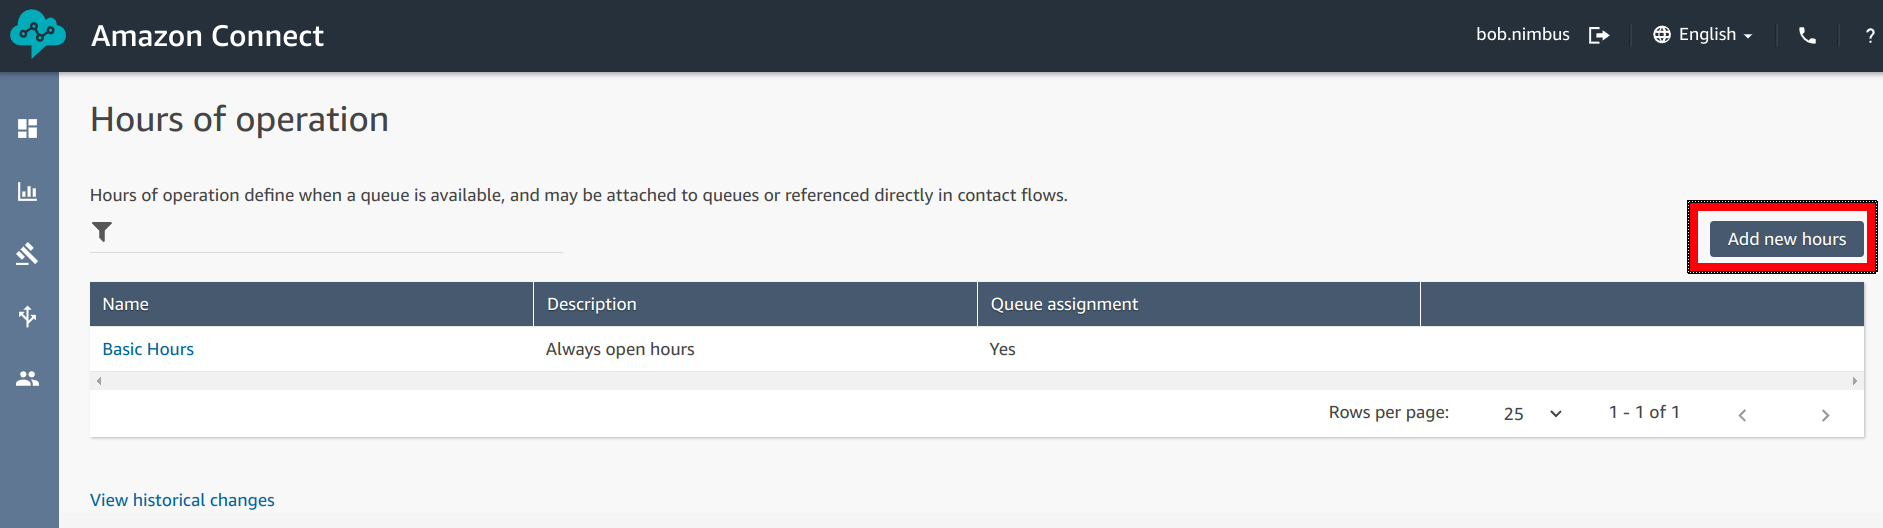 Amazon Connect
bob.nimbus
English
?
Hours of operation
Hours of operation define when a queue is available, and may be attached to queues or referenced directly in contact flows.
Add new hours
Name Description Queue assignment
Basic Hours Always open hours Yes
Rows per page: 25 1 - 1 of 1
View historical changes